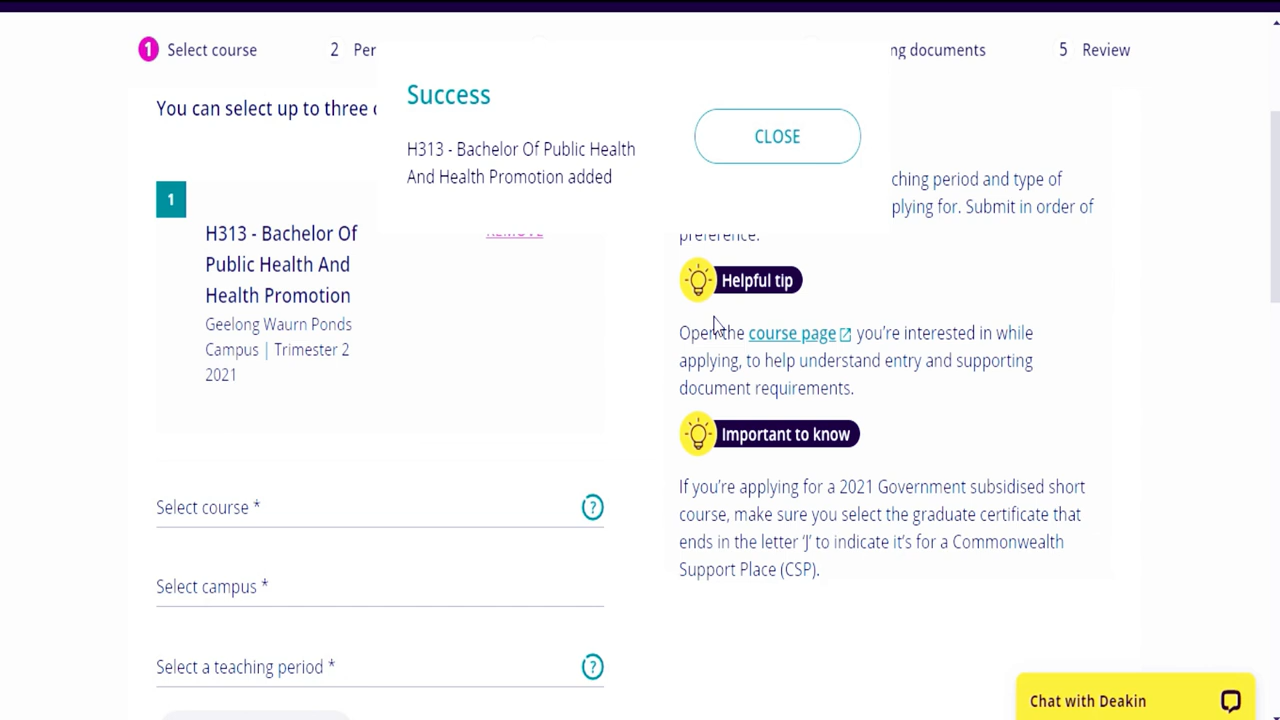 1 Select course
2 Per
ng documents
5 Review
You can select up to three
Success
H313 - Bachelor Of Public Health
And Health Promotion added
CLOSE
1
H313 - Bachelor Of
Public Health And
Health Promotion
Geelong Waurn Ponds
Campus | Trimester 2
2021
REMOVE
ching period and type of
plying for. Submit in order of
preference.
Helpful tip
Open the course page you're interested in while
applying, to help understand entry and supporting
document requirements.
Important to know
If you're applying for a 2021 Government subsidised short
course, make sure you select the graduate certificate that
ends in the letter 'J' to indicate it's for a Commonwealth
Support Place (CSP).
Select course * ?
Select campus *
Select a teaching period * ?
Chat with Deakin